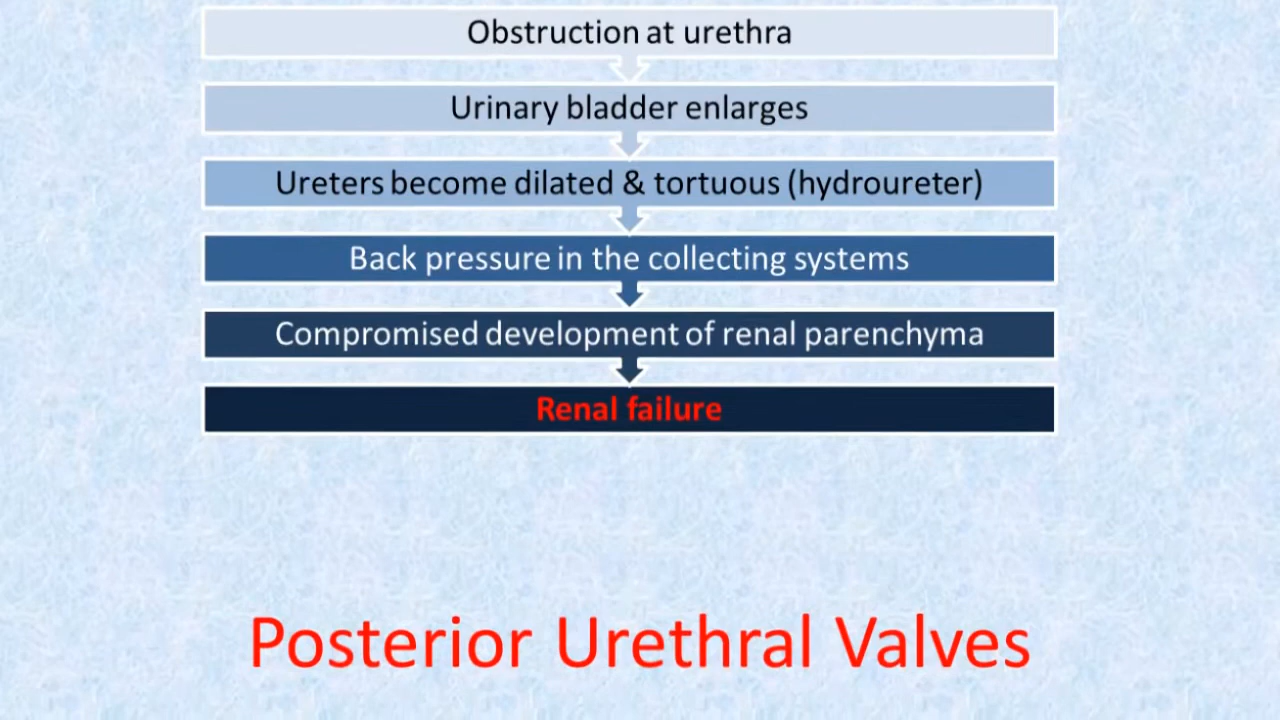 Obstruction at urethra
Urinary bladder enlarges
Ureters become dilated & tortuous (hydroureter)
Back pressure in the collecting systems
Compromised development of renal parenchyma
Renal failure
Posterior Urethral Valves